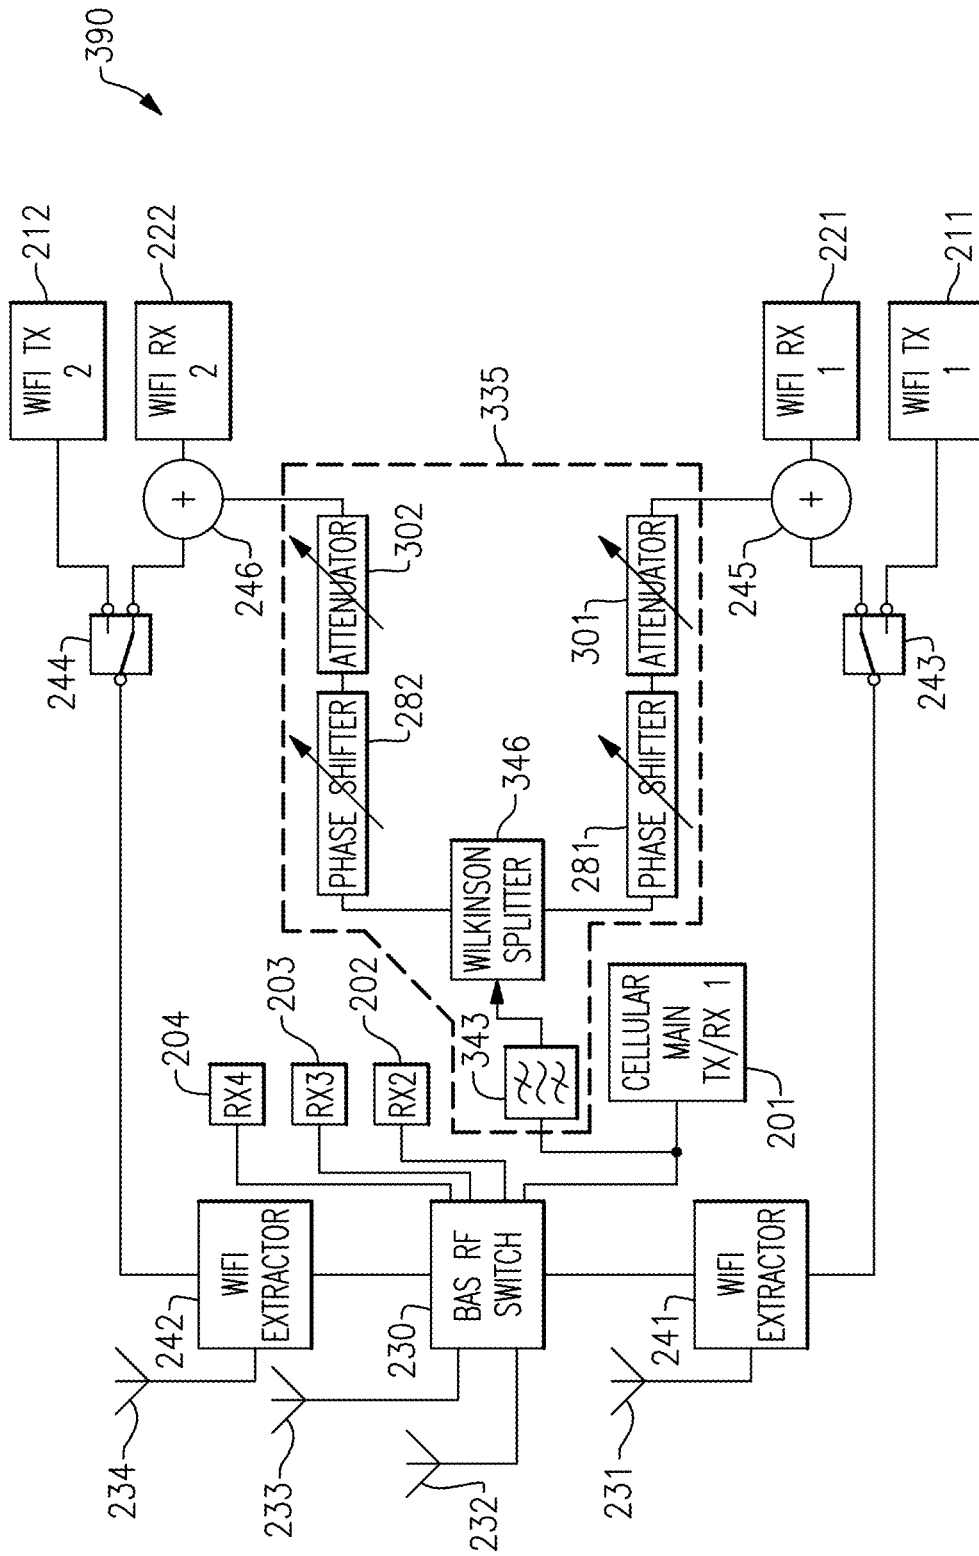 390
212
WIFI TX
2
222
WIFI RX
2
221
WIFI RX
1
211
WIFI TX
1
335
+
246
+
245
302
ATTENUATOR
301
ATTENUATOR
244
243
282
PHASE SHIFTER
281
PHASE SHIFTER
346
WILKINSON
SPLITTER
204
RX4
203
RX3
202
RX2
343
CELLULAR
MAIN
TX/RX 1
201
242
WIFI
EXTRACTOR
230
BAS RF
SWITCH
241
WIFI
EXTRACTOR
234
233
232
231